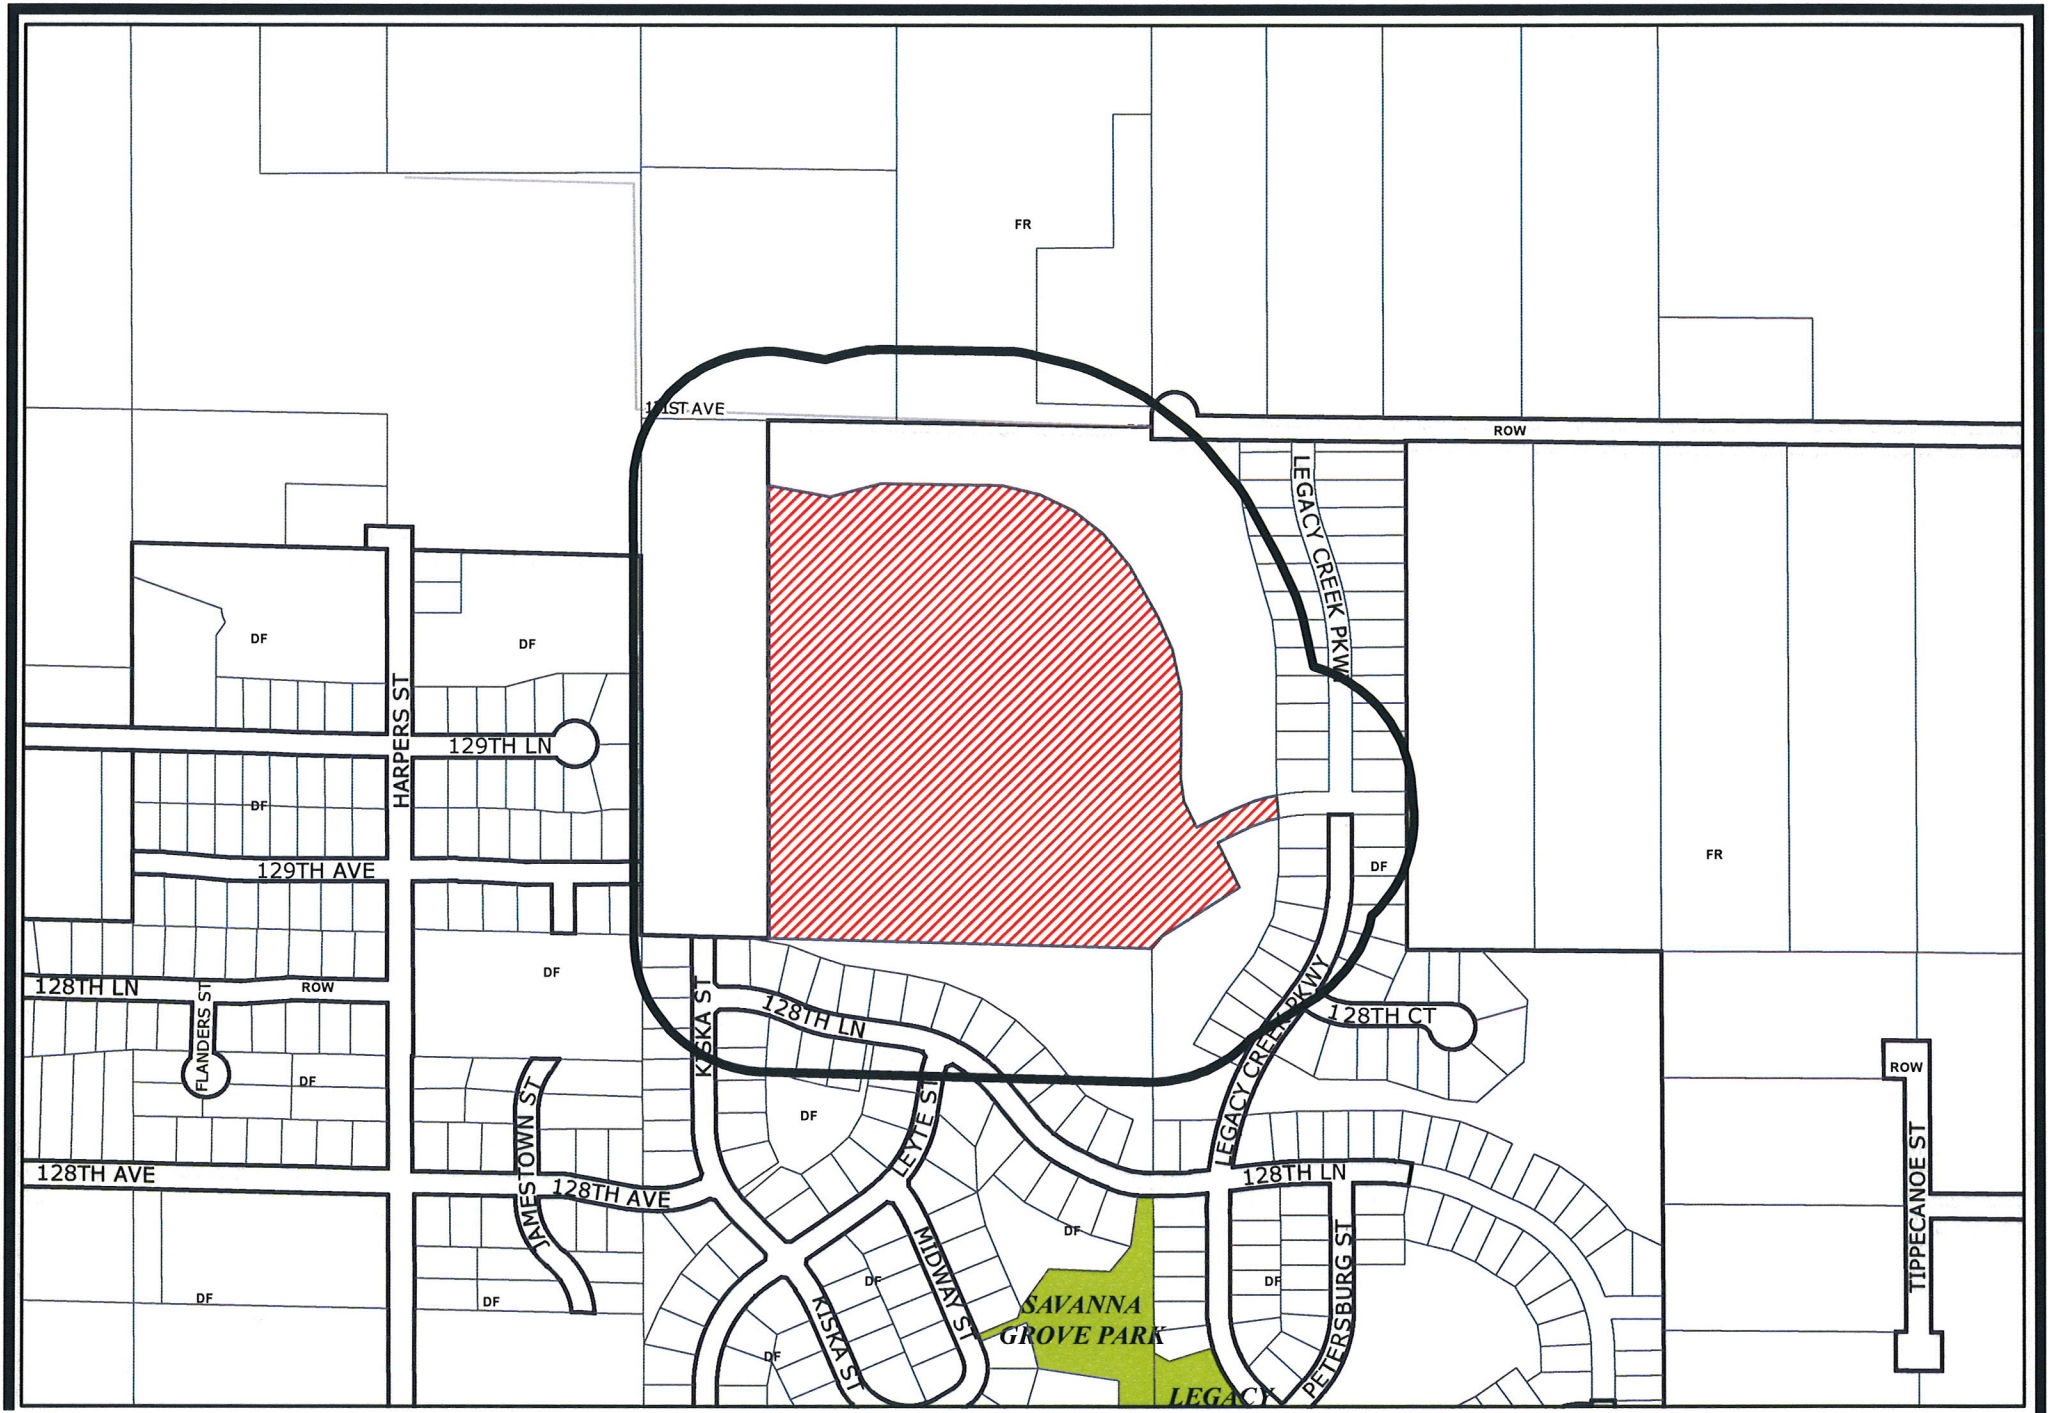 FR
131ST AVE
ROW
LEGACY CREEK PKWY
DF
DF
HARPERS ST
129TH LN
DF
FR
DF
129TH AVE
DF
128TH LN
FLANDERS ST
ROW
KISKA ST
128TH LN
LEGACY CREEK PKWY
128TH CT
ROW
DF
DF
JAMESTOWN ST
LEYTE ST
TIPPECANOE ST
128TH AVE
128TH AVE
128TH LN
DF
MIDWAY ST
DF
DF
PETERSBURG ST
DF
DF
KISKA ST
SAVANNA
GROVE PARK
DF
LEGACY